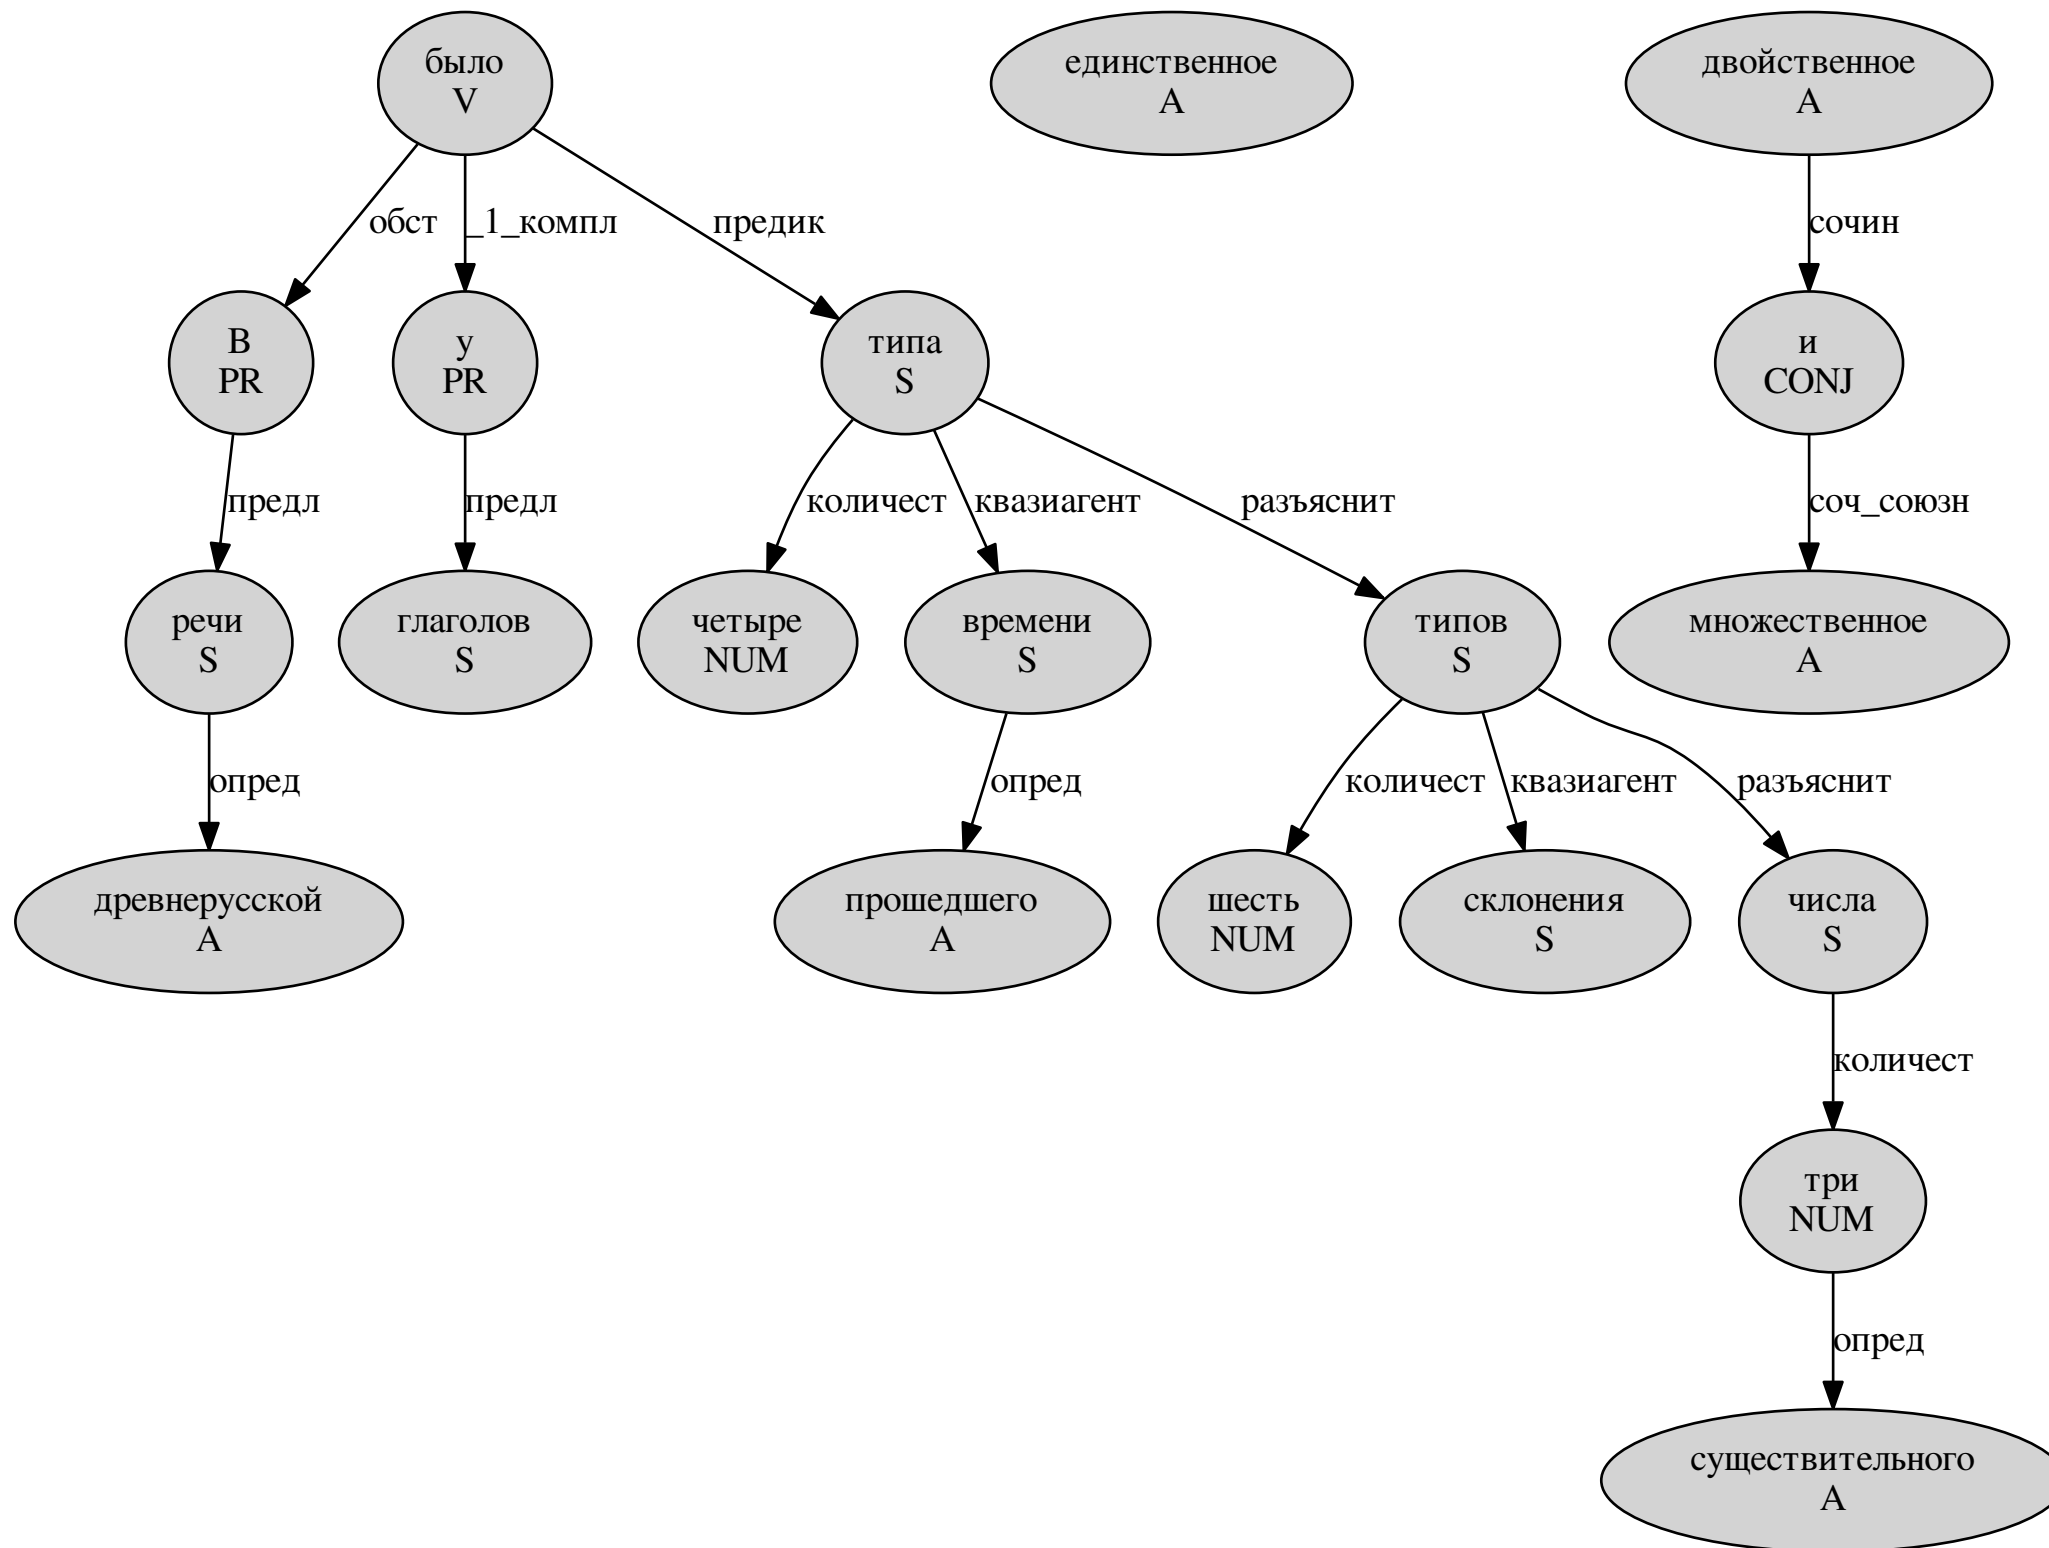 было
V
единственное
A
двойственное
A
обст
_1_компл
предик
сочин
В
PR
у
PR
типа
S
и
CONJ
предл
предл
количест
квазиагент
разъяснит
соч_союзн
речи
S
глаголов
S
четыре
NUM
времени
S
типов
S
множественное
A
опред
опред
количест
квазиагент
разъяснит
древнерусской
A
прошедшего
A
шесть
NUM
склонения
S
числа
S
количест
три
NUM
опред
существительного
A